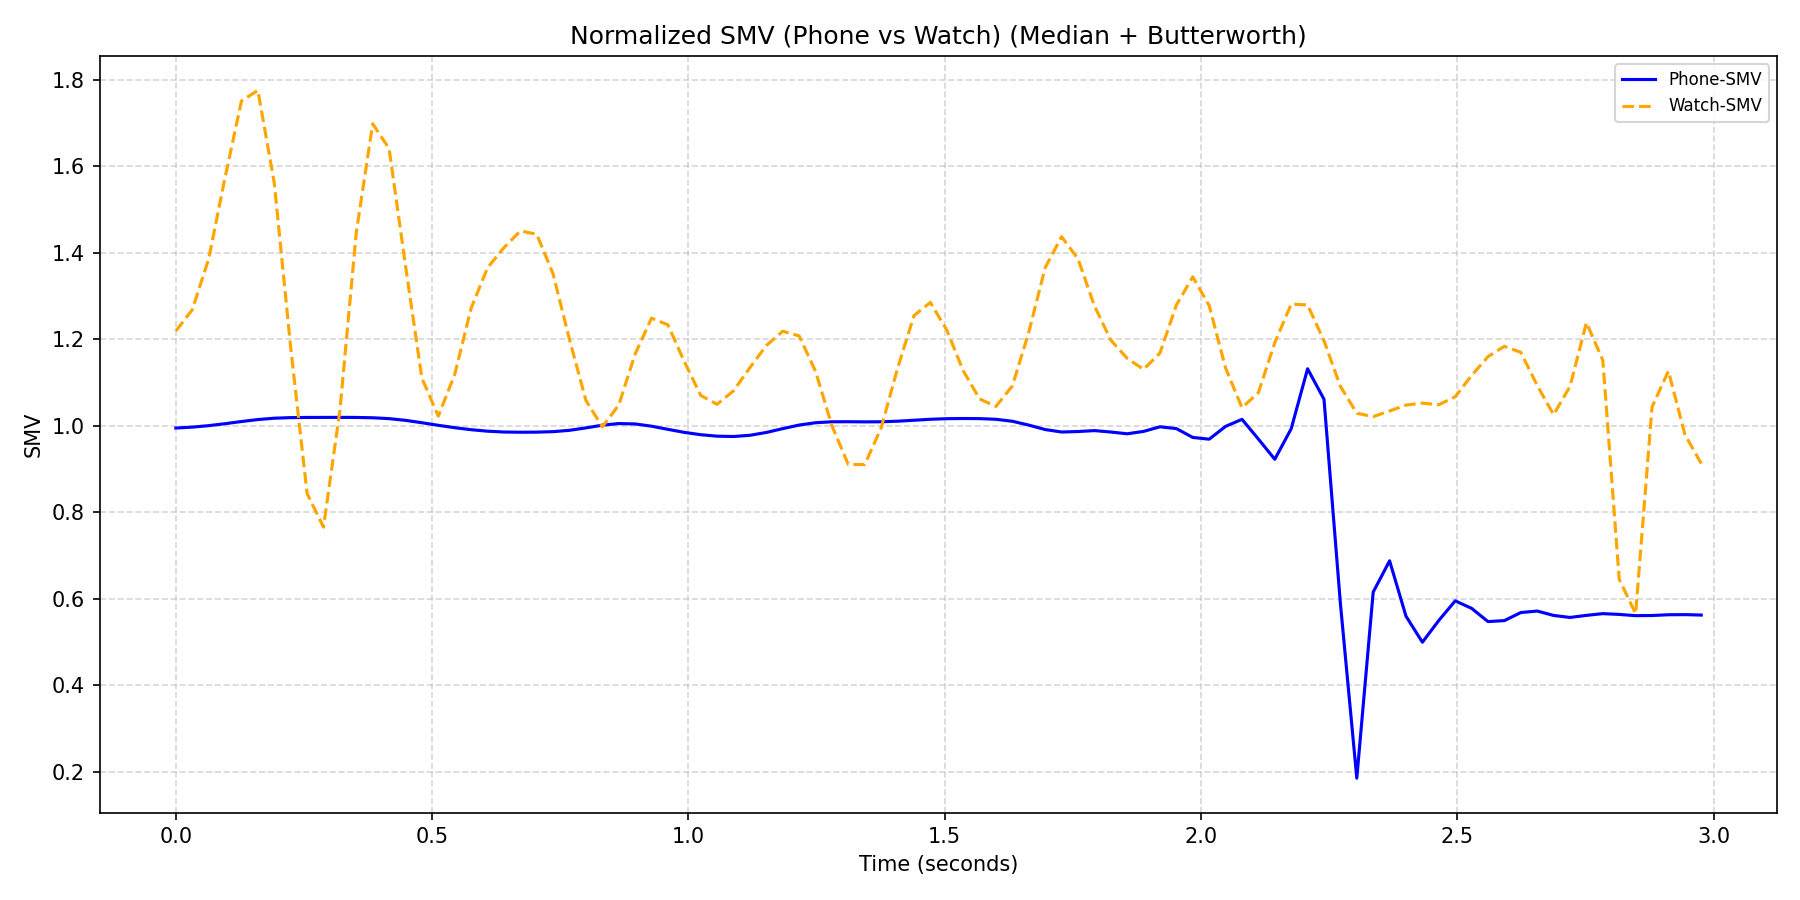 Normalized SMV (Phone vs Watch) (Median + Butterworth)
Phone-SMV
Watch-SMV
SMV
1.8
1.6
1.4
1.2
1.0
0.8
0.6
0.4
0.2
0.0 0.5 1.0 1.5 2.0 2.5 3.0
Time (seconds)